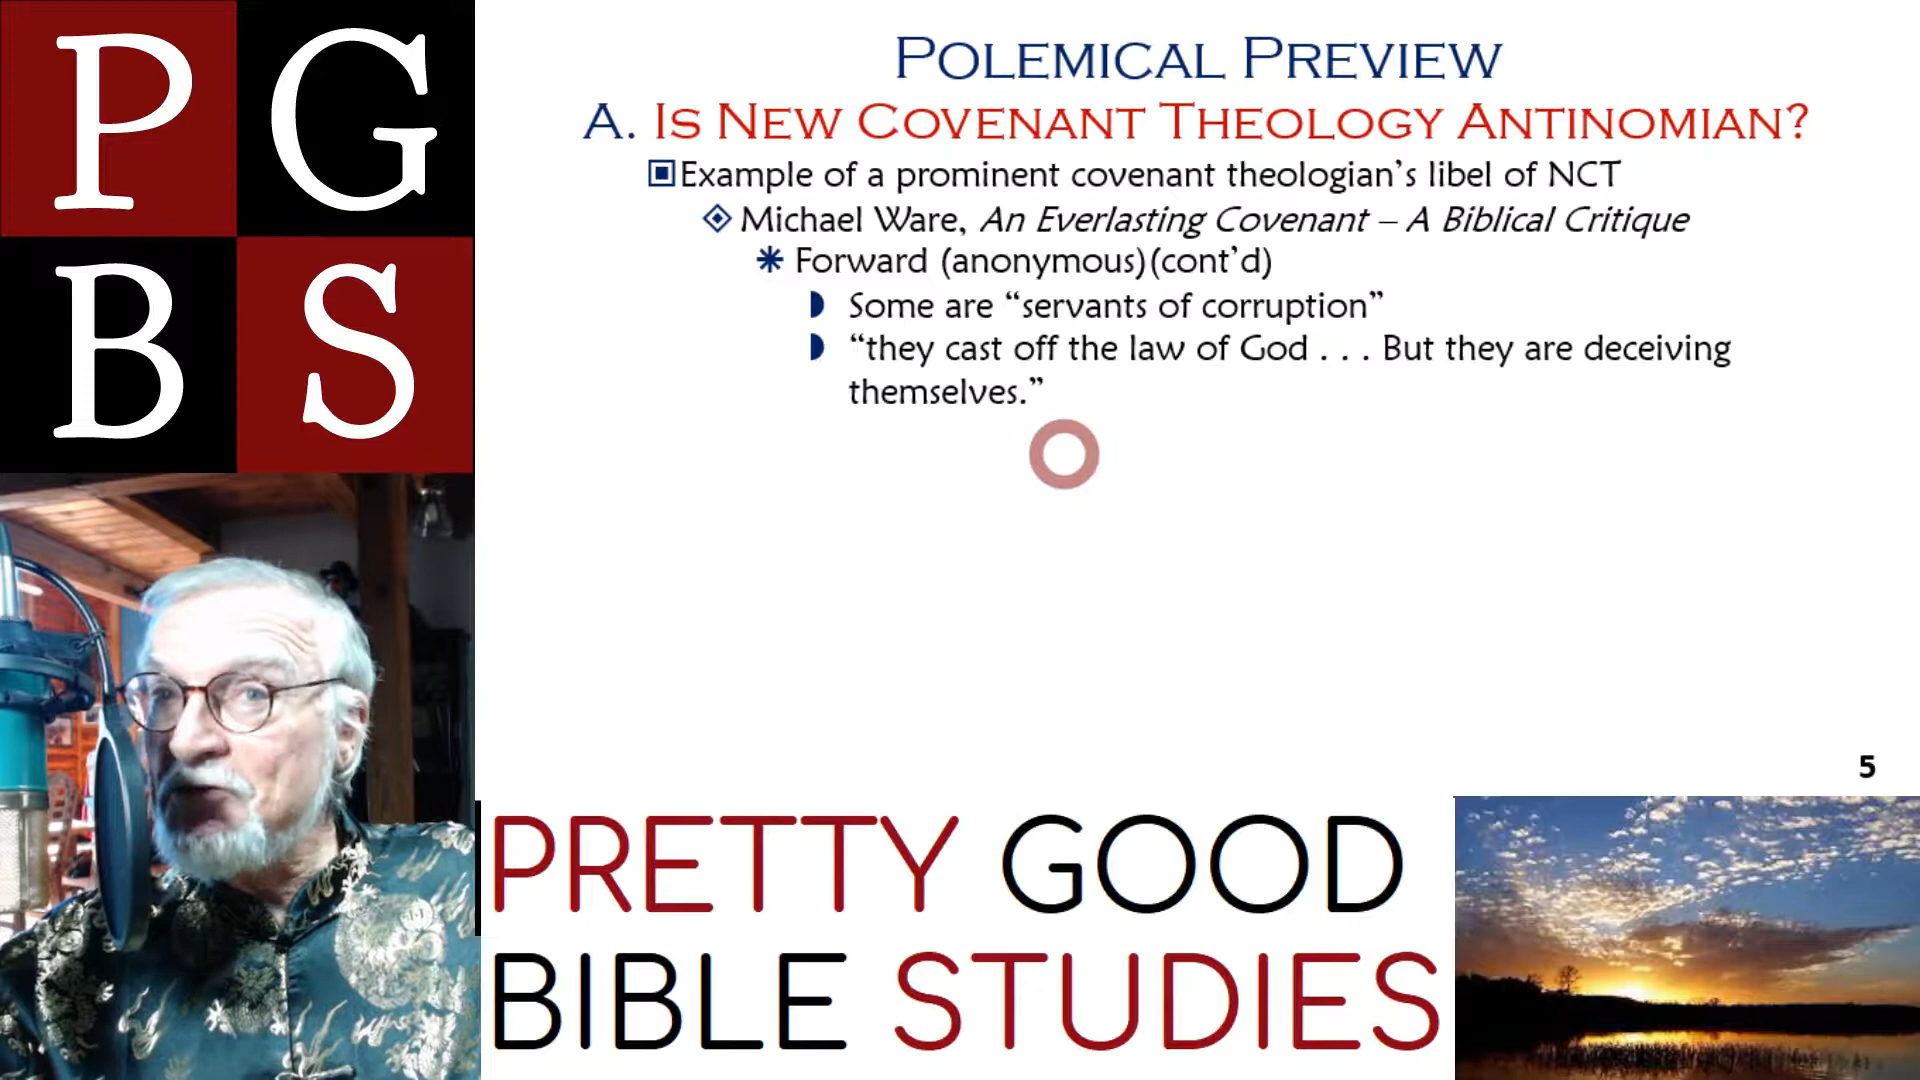 PG
BS
POLEMICAL PREVIEW
A. IS NEW COVENANT THEOLOGY ANTINOMIAN?
Example of a prominent covenant theologian's libel of NCT
Michael Ware, An Everlasting Covenant – A Biblical Critique
Forward (anonymous)(cont'd)
Some are “servants of corruption”
“they cast off the law of God . . . But they are deceiving
themselves.”
5
PRETTY GOOD
BIBLE STUDIES